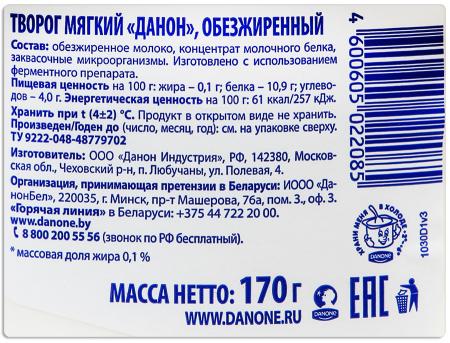 ТВОРОГ МЯГКИЙ «ДАНОН», ОБЕЗЖИРЕННЫЙ
Состав: обезжиренное молоко, концентрат молочного белка,
заквасочные микроорганизмы. Изготовлено с использованием
ферментного препарата.
Пищевая ценность на 100 г: жира – 0,1 г; белка – 10,9 г; углево-
дов – 4,0 г. Энергетическая ценность на 100 г: 61 ккал/257 кДж.
Хранить при t (4±2) °С. Продукт в открытом виде не хранить.
Произведен/Годен до (число, месяц, год): см. на упаковке сверху.
ТУ 9222-048-48779702
Изготовитель: ООО «Данон Индустрия», РФ, 142380, Москов-
ская обл., Чеховский р-н, п. Любучаны, ул. Полевая, 4.
Организация, принимающая претензии в Беларуси: ИООО «Да-
нонБел», 220035, г. Минск, пр-т Машерова, 76а, пом. 3., оф. 3.
«Горячая линия» в Беларуси: +375 44 722 20 00.
www.danone.by
8 800 200 55 56 (звонок по РФ бесплатный).
* массовая доля жира 0,1 %
МАССА НЕТТО: 170 г
WWW.DANONE.RU
DANONE
EAC
4 600605 022085
ХРАНИ МЕНЯ В ХОЛОДЕ
DANONE
1030D1v3